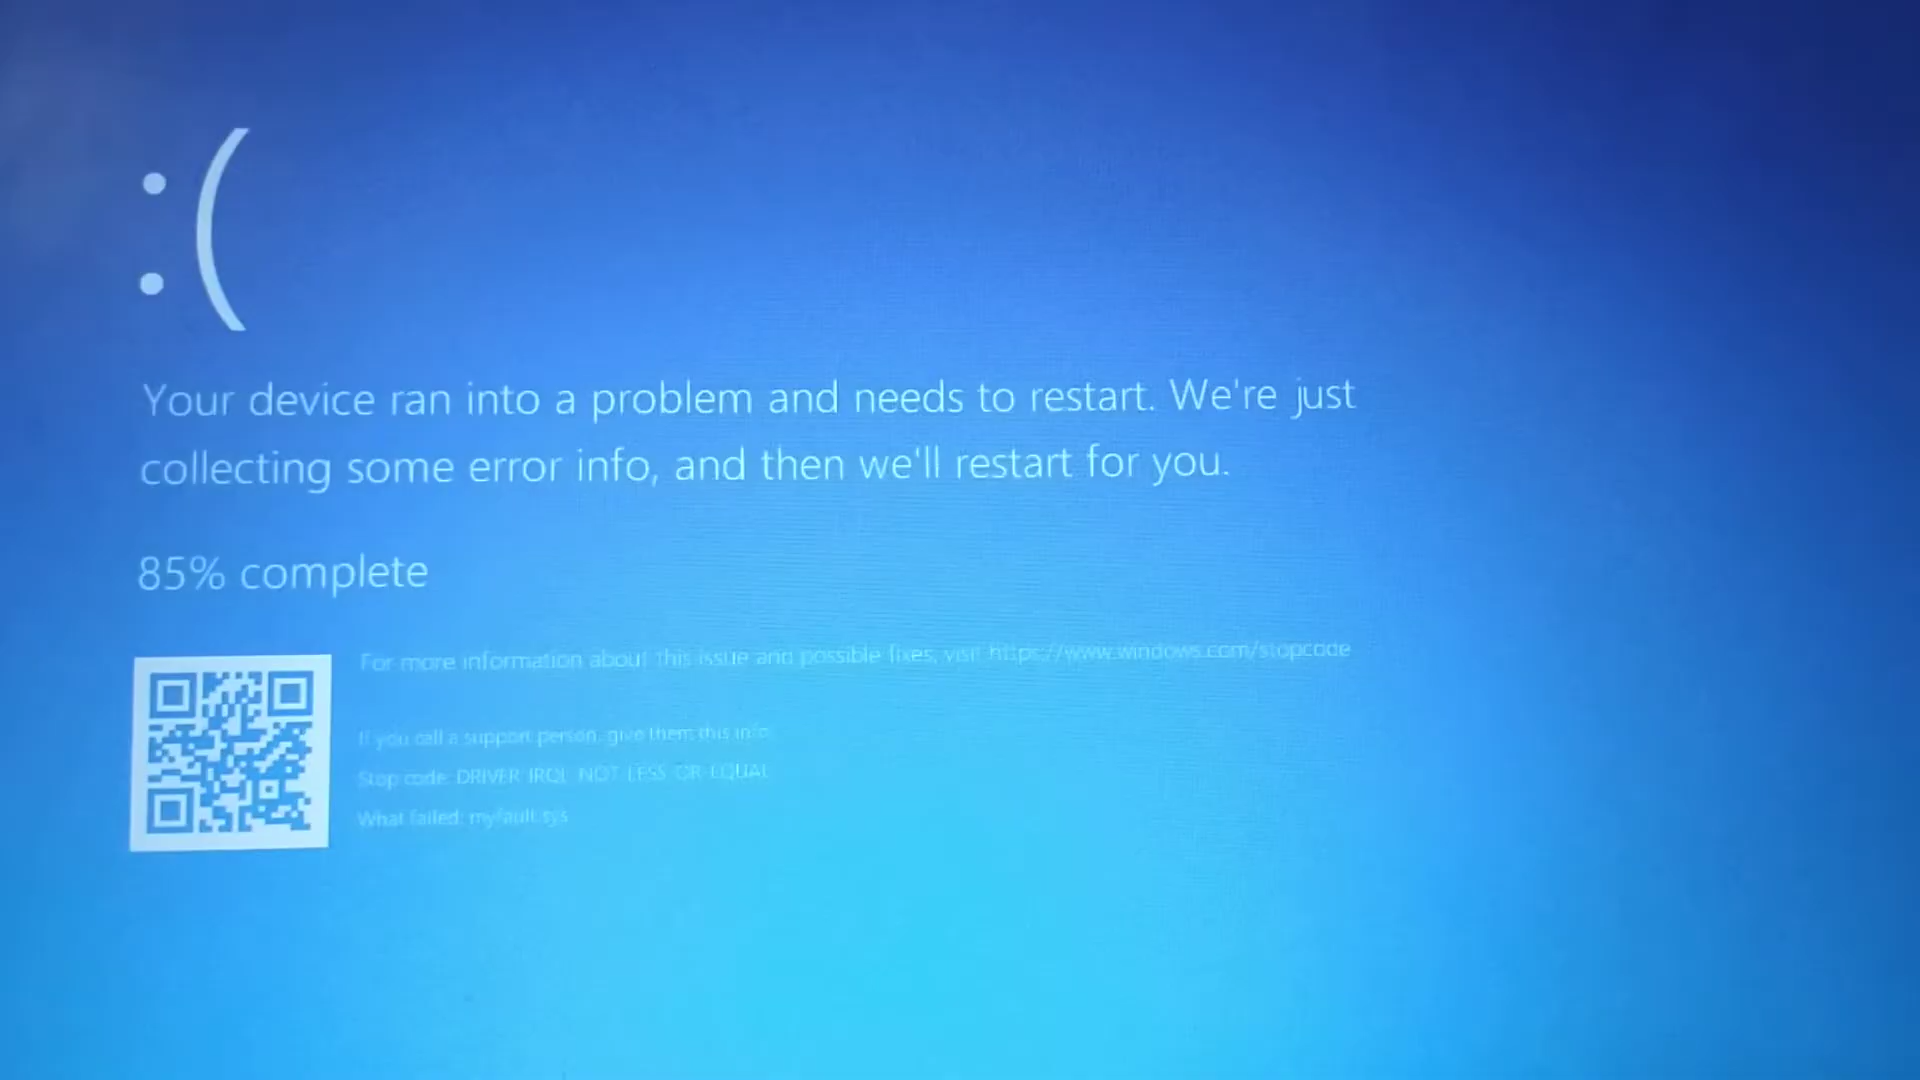 :(
Your device ran into a problem and needs to restart. We're just
collecting some error info, and then we'll restart for you.
85% complete
For more information about this issue and possible fixes, visit https://www.windows.com/stopcode
If you call a support person, give them this info:
Stop code: DRIVER IRQL NOT LESS OR EQUAL
What failed: myfault.sys